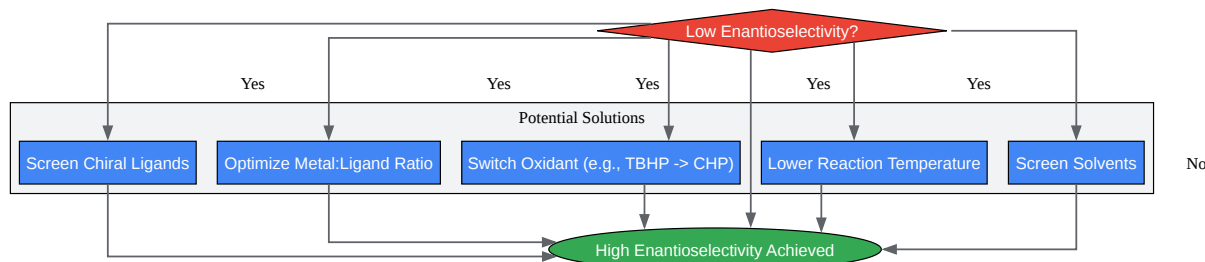 Low Enantioselectivity?
Yes
Yes
Yes
Yes
Yes
Potential Solutions
Screen Chiral Ligands
Optimize Metal:Ligand Ratio
Switch Oxidant (e.g., TBHP -> CHP)
Lower Reaction Temperature
Screen Solvents
No
High Enantioselectivity Achieved